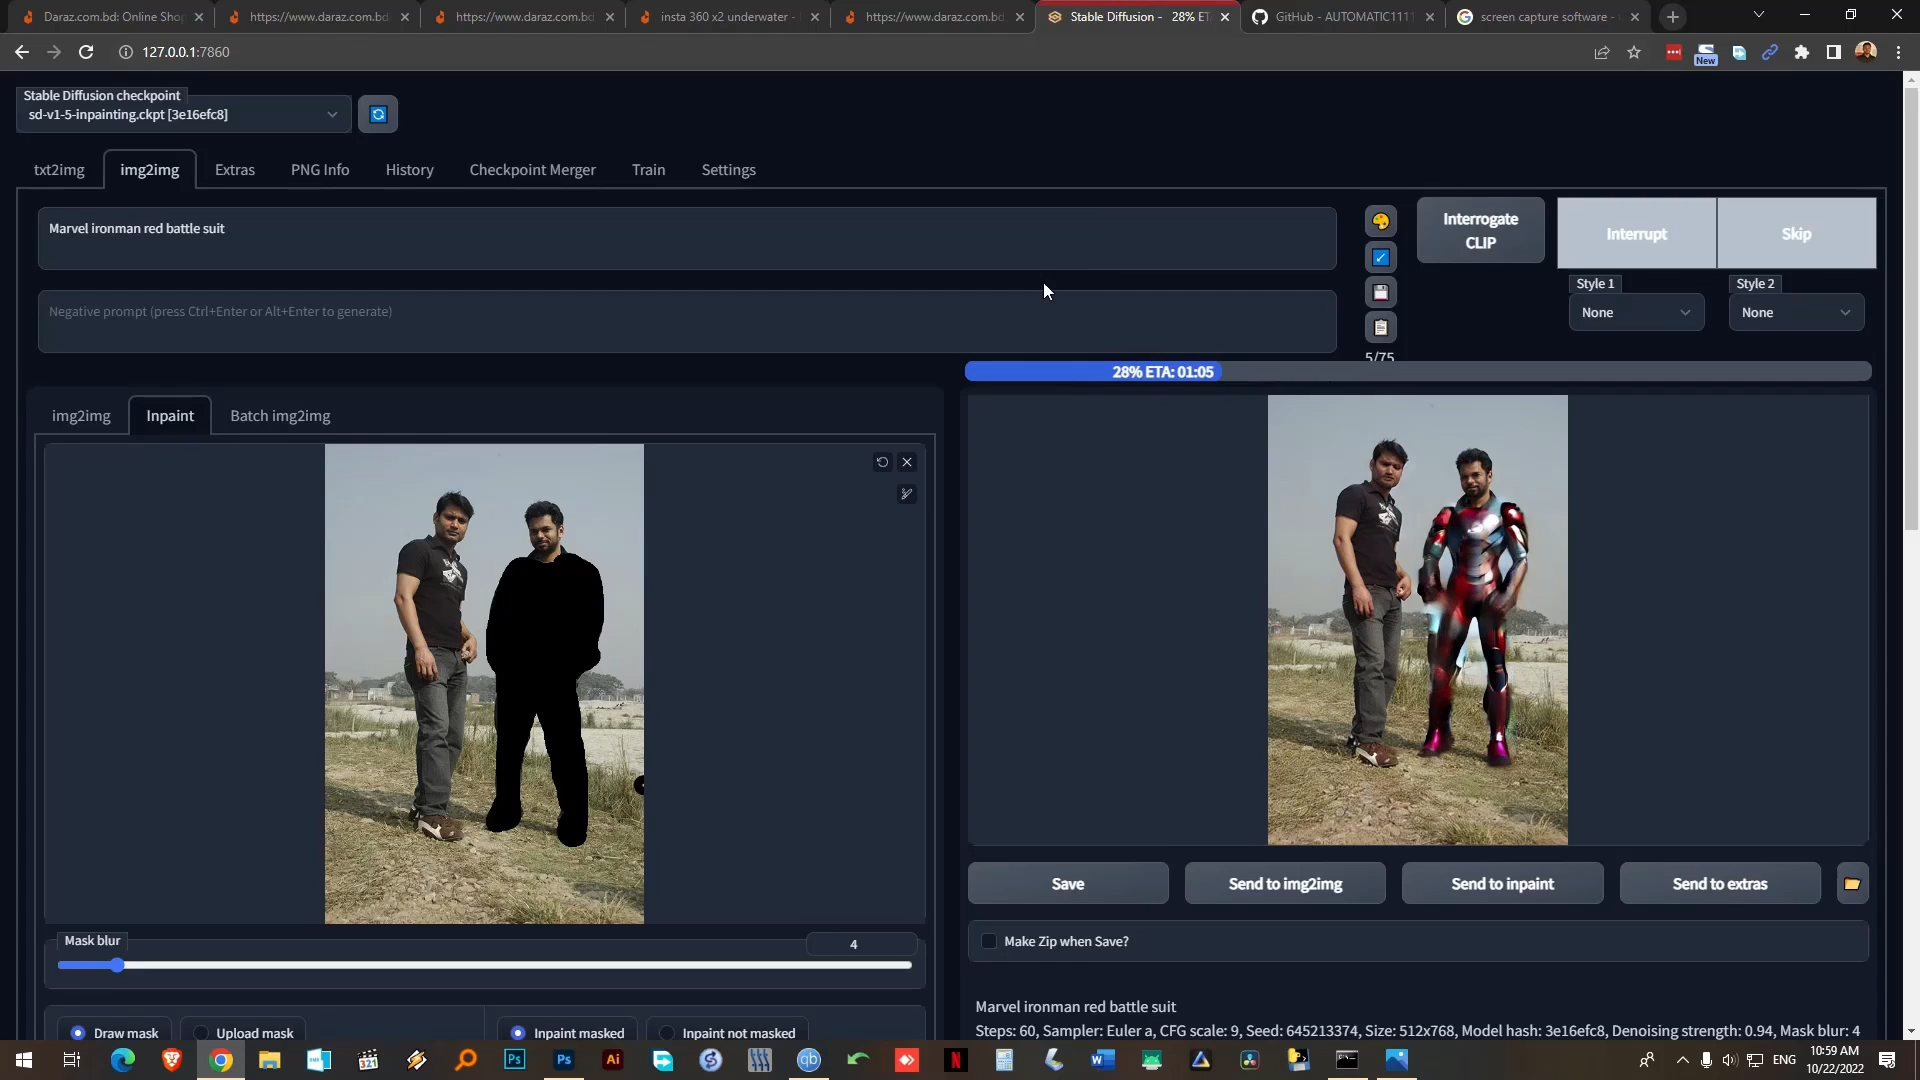 Daraz.com.bd: Online Shop
https://www.daraz.com.bd
https://www.daraz.com.bd
insta 360 x2 underwater -
https://www.daraz.com.bd
Stable Diffusion - 28% ET
GitHub - AUTOMATIC1111
screen capture software -
127.0.0.1:7860
New
Stable Diffusion checkpoint
sd-v1-5-inpainting.ckpt [3e16efc8]
txt2img
img2img
Extras
PNG Info
History
Checkpoint Merger
Train
Settings
Marvel ironman red battle suit
Interrogate
CLIP
Interrupt
Skip
Style 1
Style 2
None
None
Negative prompt (press Ctrl+Enter or Alt+Enter to generate)
5/75
28% ETA: 01:05
img2img
Inpaint
Batch img2img
Save
Send to img2img
Send to inpaint
Send to extras
Make Zip when Save?
Mask blur
4
Marvel ironman red battle suit
Steps: 60, Sampler: Euler a, CFG scale: 9, Seed: 645213374, Size: 512x768, Model hash: 3e16efc8, Denoising strength: 0.94, Mask blur: 4
Draw mask
Upload mask
Inpaint masked
Inpaint not masked
321
Ps
Ps
Ai
qb
N
W
ENG
10:59 AM
10/22/2022